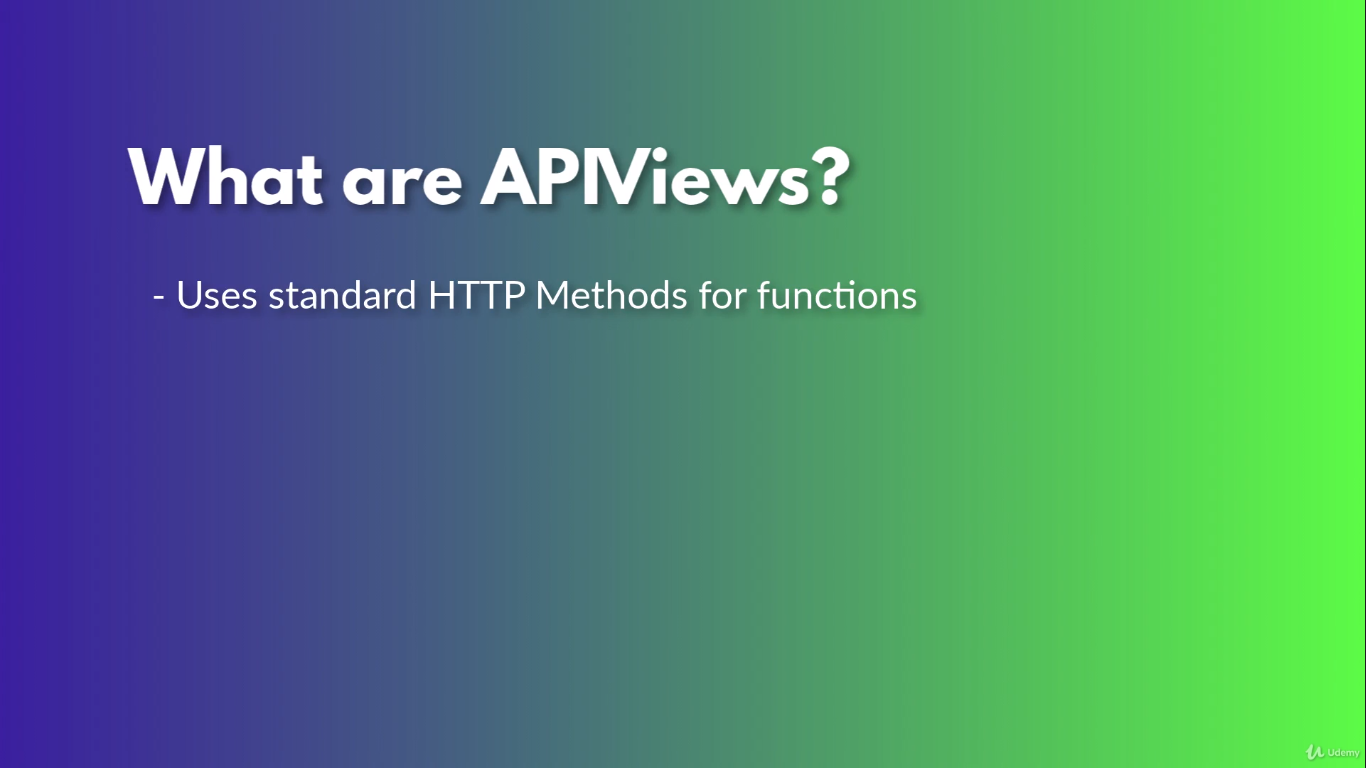 What are APIViews?
- Uses standard HTTP Methods for functions
Udemy